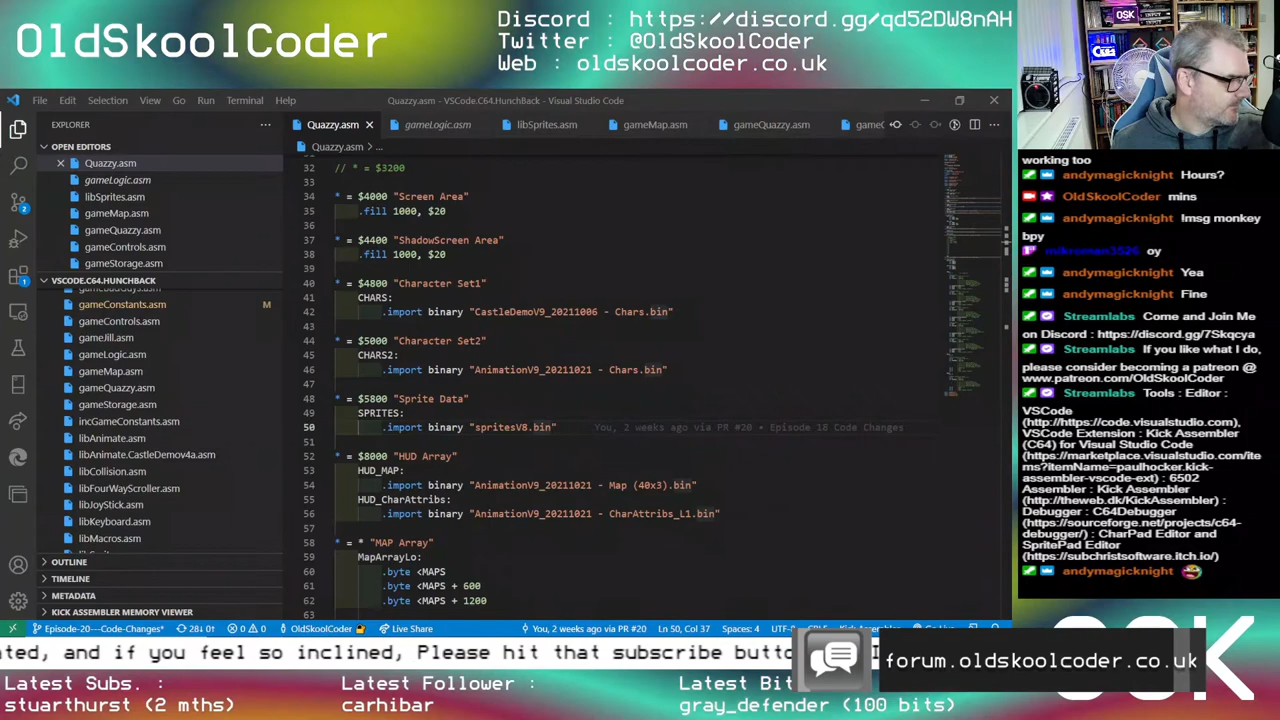 OldSkoolCoder
Discord : https://discord.gg/qd52DW8nAH
Twitter : @OldSkoolCoder
Web : oldskoolcoder.co.uk
OSK
INPUT
File Edit Selection View Go Run Terminal Help
Quazzy.asm - VSCode.C64.HunchBack - Visual Studio Code
EXPLORER
OPEN EDITORS
Quazzy.asm
gameLogic.asm
libSprites.asm
gameMap.asm
gameQuazzy.asm
gameControls.asm
gameStorage.asm
VSCODE.C64.HUNCHBACK
gameConstants.asm M
gameControls.asm
gameJill.asm
gameLogic.asm
gameMap.asm
gameQuazzy.asm
gameStorage.asm
incGameConstants.asm
libAnimate.asm
libAnimate.CastleDemoV4a.asm
libCollision.asm
libFourWayScroller.asm
libJoyStick.asm
libKeyboard.asm
libMacros.asm
OUTLINE
TIMELINE
METADATA
KICK ASSEMBLER MEMORY VIEWER
Quazzy.asm gameLogic.asm libSprites.asm gameMap.asm gameQuazzy.asm
Quazzy.asm > ...
32 // * = $3200
33
34 * = $4000 "Screen Area"
35 .fill 1000, $20
36
37 * = $4400 "ShadowScreen Area"
38 .fill 1000, $20
39
40 * = $4800 "Character Set1"
41 CHARS:
42 .import binary "CastleDemoV9_20211006 - Chars.bin"
43
44 * = $5000 "Character Set2"
45 CHARS2:
46 .import binary "AnimationV9_20211021 - Chars.bin"
47
48 * = $5800 "Sprite Data"
49 SPRITES:
50 .import binary "spritesV8.bin" You, 2 weeks ago via PR #20 • Episode 18 Code Changes
51
52 * = $8000 "HUD Array"
53 HUD_MAP:
54 .import binary "AnimationV9_20211021 - Map (40x3).bin"
55 HUD_CharAttribs:
56 .import binary "AnimationV9_20211021 - CharAttribs_L1.bin"
57
58 * = * "MAP Array"
59 MapArrayLo:
60 .byte <MAPS
61 .byte <MAPS + 600
62 .byte <MAPS + 1200
63
Episode-20---Code-Changes* 28↓ 0↑ 0 0 OldSkoolCoder Live Share You, 2 weeks ago via PR #20 Ln 50, Col 37 Spaces: 4
working too
andymagicknight Hours?
OldSkoolCoder mins
andymagicknight lmsg monkey
bpy
oy
andymagicknight Yea
andymagicknight Fine
Streamlabs Come and Join Me
on Discord : https://discord.gg/7Skqcya
Streamlabs If you like what I do,
please consider becoming a patreon @
www.patreon.com/OldSkoolCoder
Streamlabs Tools : Editor :
VSCode
(http://https://code.visualstudio.com),
VSCode Extension : Kick Assembler
(C64) for Visual Studio Code
(https://marketplace.visualstudio.com/ite
ms?itemName=paulhocker.kick-
assembler-vscode-ext) : 6502
Assembler : Kick Assembler
(http://theweb.dk/KickAssembler) :
Debugger : C64Debugger
(https://sourceforge.net/projects/c64-
debugger/) : CharPad Editor and
SpritePad Editor
(https://subchristsoftware.itch.io/)
andymagicknight
ted, and if you feel so inclined, Please hit that subscribe butto
forum.oldskoolcoder.co.uk
OSK
Latest Subs. :
stuarthurst (2 mths)
Latest Follower :
carhibar
Latest Bit
gray_defender (100 bits)